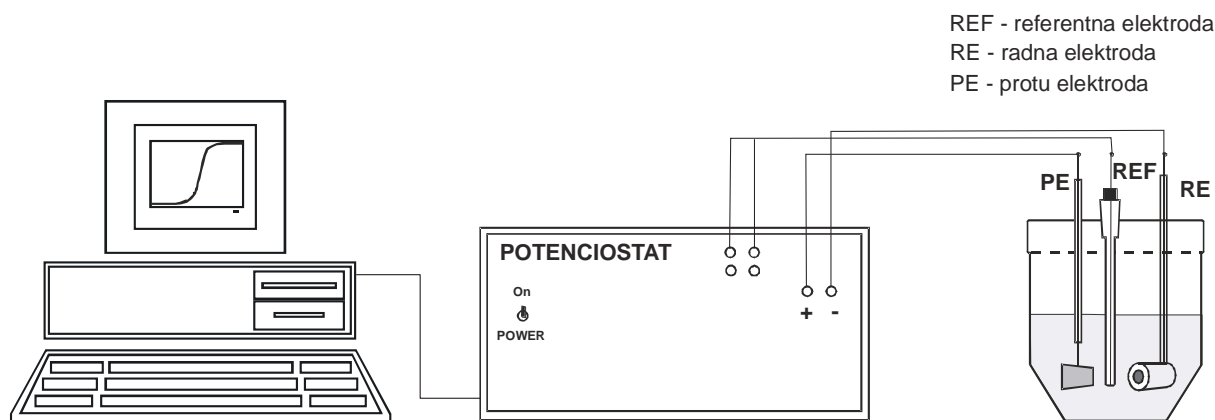 REF - referentna elektroda
RE - radna elektroda
PE - protu elektroda
PE
REF
RE
POTENCIOSTAT
On
POWER
+ -